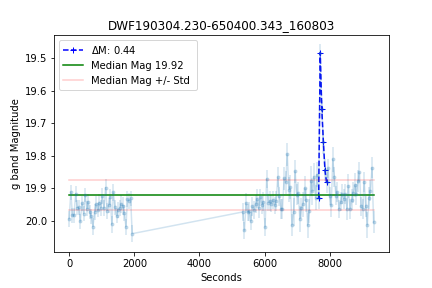 DWF190304.230-650400.343_160803
ΔM: 0.44
Median Mag 19.92
Median Mag +/- Std
g band Magnitude
19.5
19.6
19.7
19.8
19.9
20.0
0 2000 4000 6000 8000
Seconds